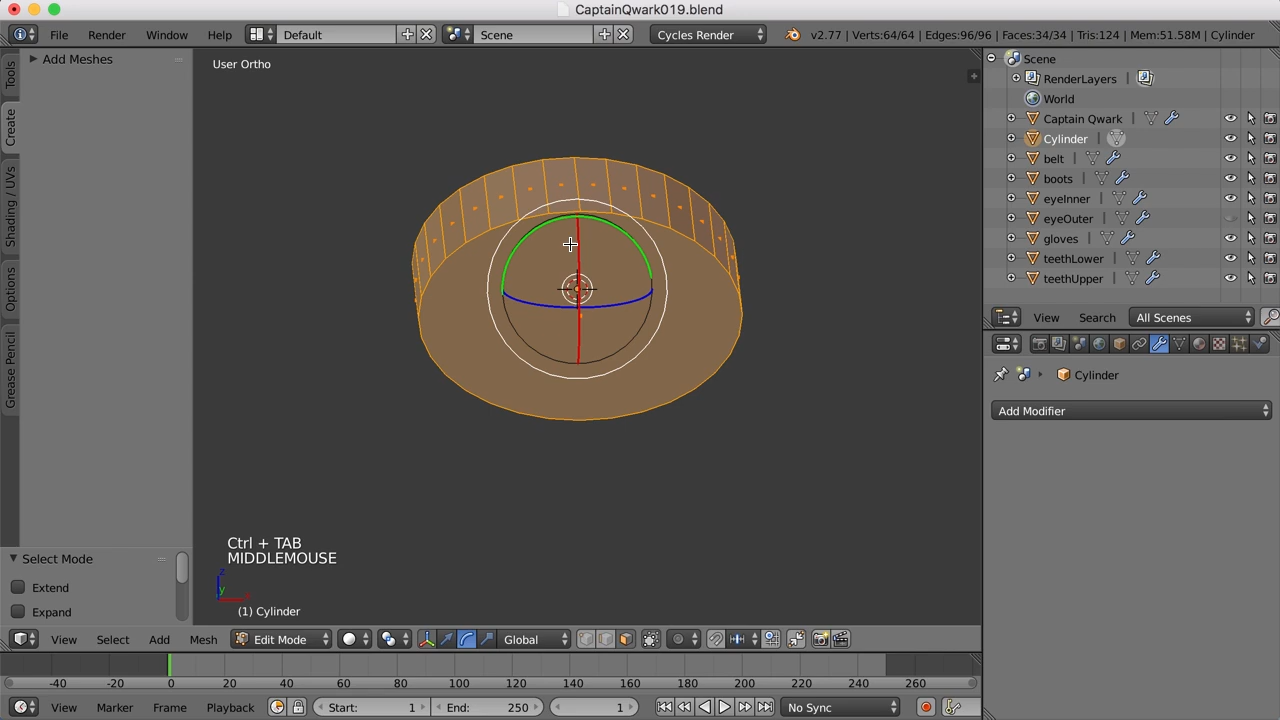 CaptainQwark019.blend
File Render Window Help Default Scene Cycles Render v2.77 | Verts:64/64 | Edges:96/96 | Faces:34/34 | Tris:124 | Mem:51.58M | Cylinder
Add Meshes
User Ortho
Tools
Create
Shading / UVs
Options
Grease Pencil
Scene
RenderLayers
World
Captain Qwark
Cylinder
belt
boots
eyeInner
eyeOuter
gloves
teethLower
teethUpper
View Search All Scenes
Cylinder
Add Modifier
Ctrl + TAB
MIDDLEMOUSE
z
y
(1) Cylinder
Select Mode
Extend
Expand
View Select Add Mesh Edit Mode Global
-40 -20 0 20 40 60 80 100 120 140 160 180 200 220 240 260
View Marker Frame Playback Start: 1 End: 250 1 No Sync